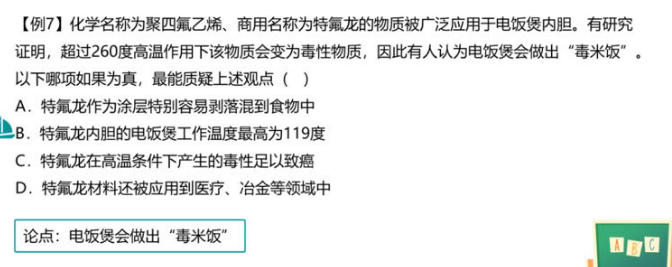 【例7】化学名称为聚四氟乙烯、商用名称为特氟龙的物质被广泛应用于电饭煲内胆。有研究
证明，超过260度高温作用下该物质会变为毒性物质，因此有人认为电饭煲会做出“毒米饭”。
以下哪项如果为真，最能质疑上述观点（ ）
A．特氟龙作为涂层特别容易剥落混到食物中
B．特氟龙内胆的电饭煲工作温度最高为119度
C．特氟龙在高温条件下产生的毒性足以致癌
D．特氟龙材料还被应用到医疗、冶金等领域中
论点：电饭煲会做出“毒米饭”
A B C